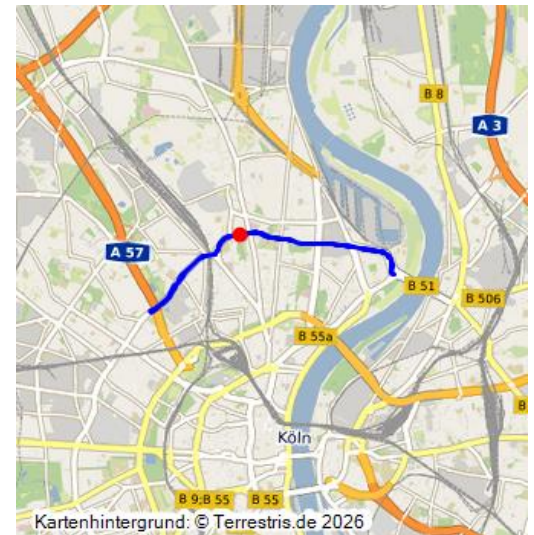 B 8
A 3
A 57
B 51
B 506
B 55a
B
Köln
B 9;B 55
B 55
Kartenhintergrund: © Terrestris.de 2026